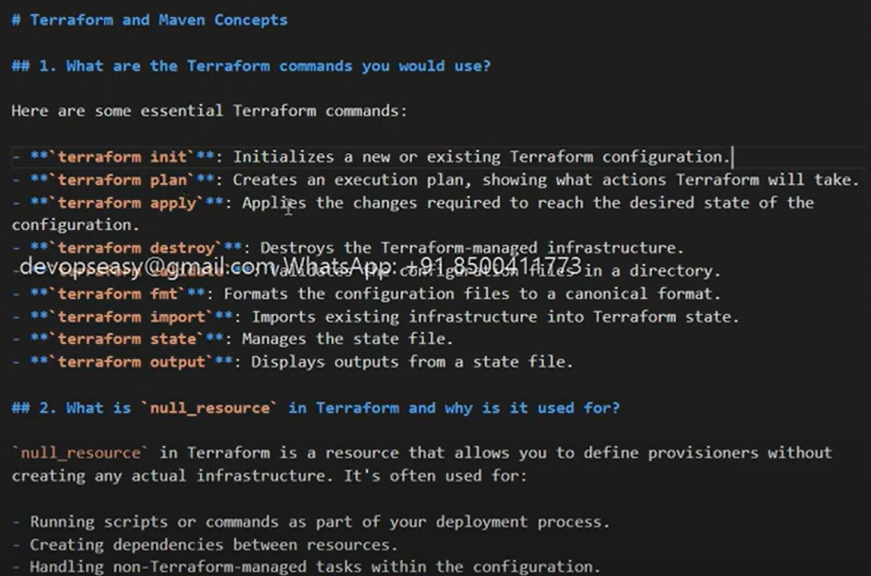 # Terraform and Maven Concepts
## 1. What are the Terraform commands you would use?
Here are some essential Terraform commands:
- **`terraform init`**: Initializes a new or existing Terraform configuration.
- **`terraform plan`**: Creates an execution plan, showing what actions Terraform will take.
- **`terraform apply`**: Applies the changes required to reach the desired state of the
configuration.
- **`terraform destroy`**: Destroys the Terraform-managed infrastructure.
devopseasy@gmail.com WhatsApp: +91 8500411773
- **`terraform validate`**: Validates the configuration files in a directory.
- **`terraform fmt`**: Formats the configuration files to a canonical format.
- **`terraform import`**: Imports existing infrastructure into Terraform state.
- **`terraform state`**: Manages the state file.
- **`terraform output`**: Displays outputs from a state file.
## 2. What is `null_resource` in Terraform and why is it used for?
`null_resource` in Terraform is a resource that allows you to define provisioners without
creating any actual infrastructure. It's often used for:
- Running scripts or commands as part of your deployment process.
- Creating dependencies between resources.
- Handling non-Terraform-managed tasks within the configuration.